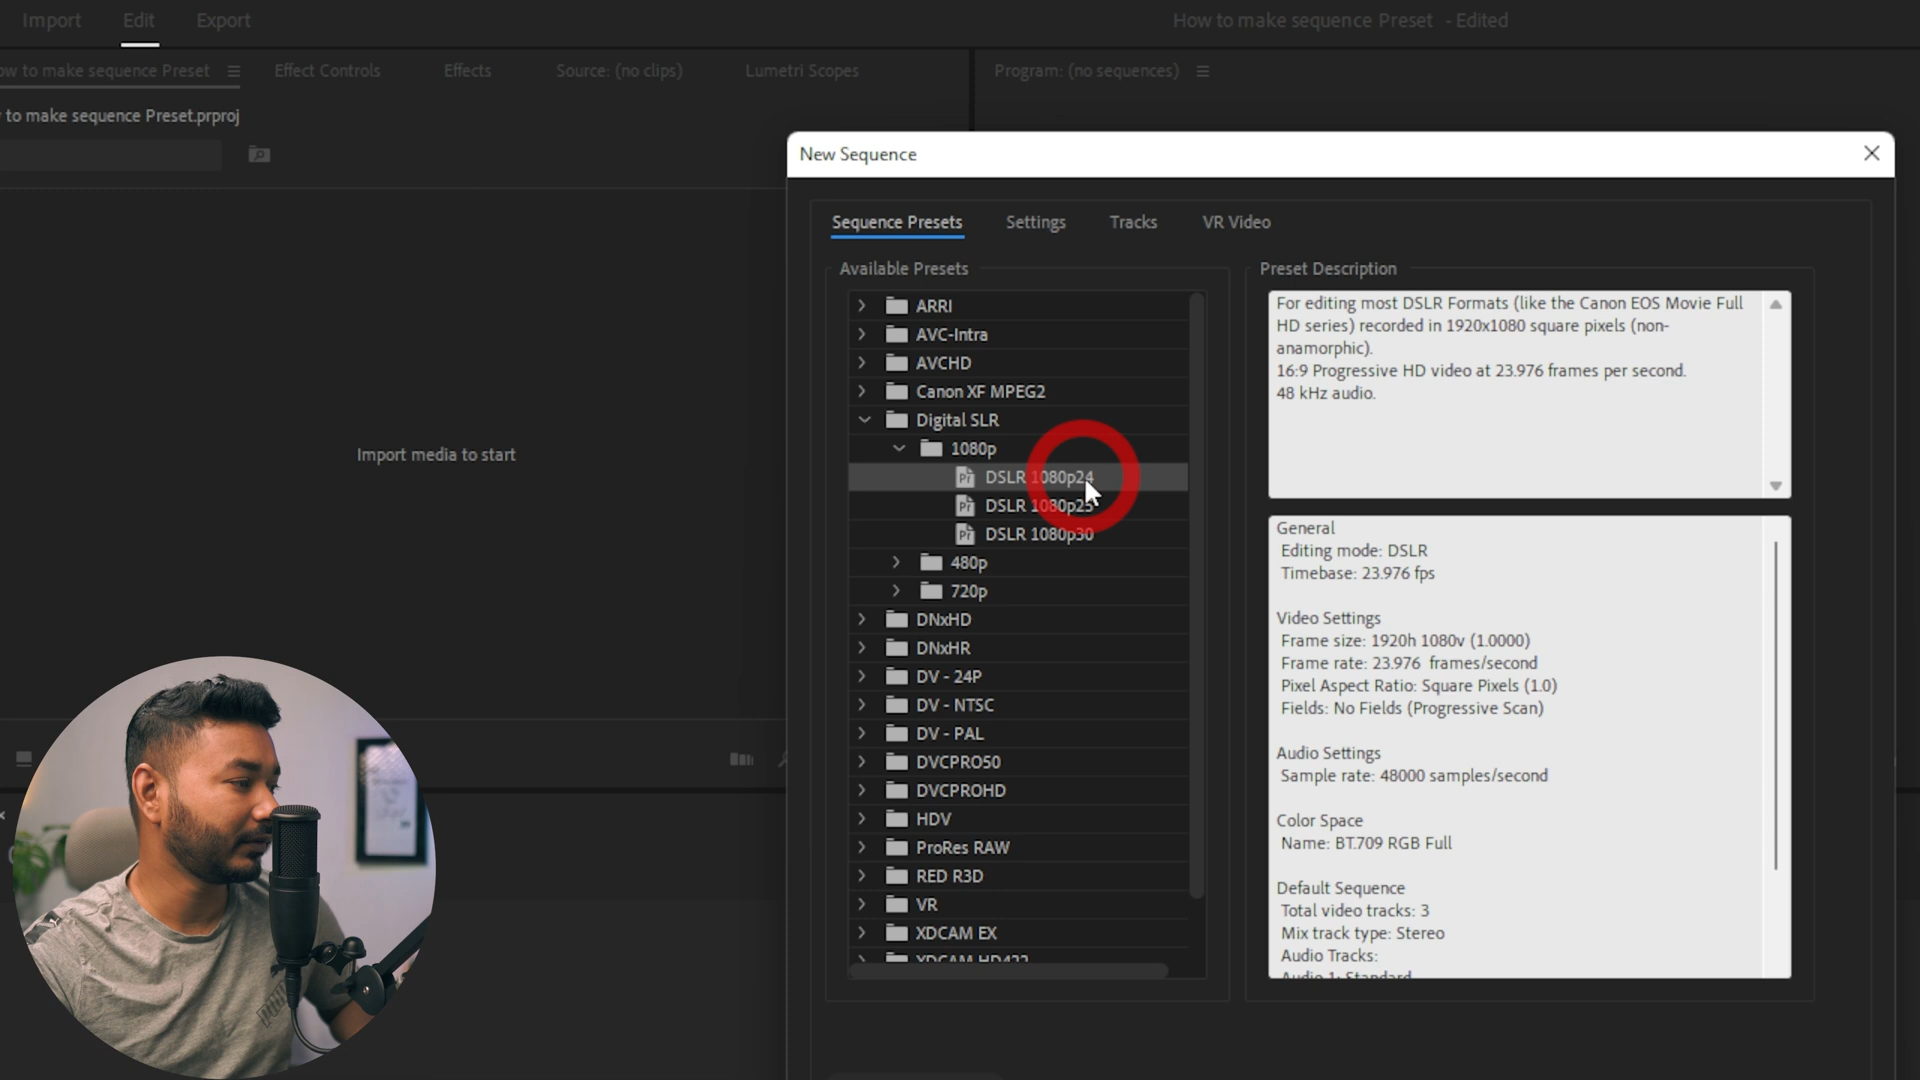 Import
Edit
Export
How to make sequence Preset - Edited
ow to make sequence Preset
Effect Controls
Effects
Source: (no clips)
Lumetri Scopes
Program: (no sequences)
to make sequence Preset.prproj
Import media to start
New Sequence
Sequence Presets
Settings
Tracks
VR Video
Available Presets
ARRI
AVC-Intra
AVCHD
Canon XF MPEG2
Digital SLR
1080p
DSLR 1080p24
DSLR 1080p25
DSLR 1080p30
480p
720p
DNxHD
DNxHR
DV - 24P
DV - NTSC
DV - PAL
DVCPRO50
DVCPROHD
HDV
ProRes RAW
RED R3D
VR
XDCAM EX
XDCAM HD422
Preset Description
For editing most DSLR Formats (like the Canon EOS Movie Full
HD series) recorded in 1920x1080 square pixels (non-
anamorphic).
16:9 Progressive HD video at 23.976 frames per second.
48 kHz audio.
General
Editing mode: DSLR
Timebase: 23.976 fps
Video Settings
Frame size: 1920h 1080v (1.0000)
Frame rate: 23.976 frames/second
Pixel Aspect Ratio: Square Pixels (1.0)
Fields: No Fields (Progressive Scan)
Audio Settings
Sample rate: 48000 samples/second
Color Space
Name: BT.709 RGB Full
Default Sequence
Total video tracks: 3
Mix track type: Stereo
Audio Tracks:
Audio 1: Standard